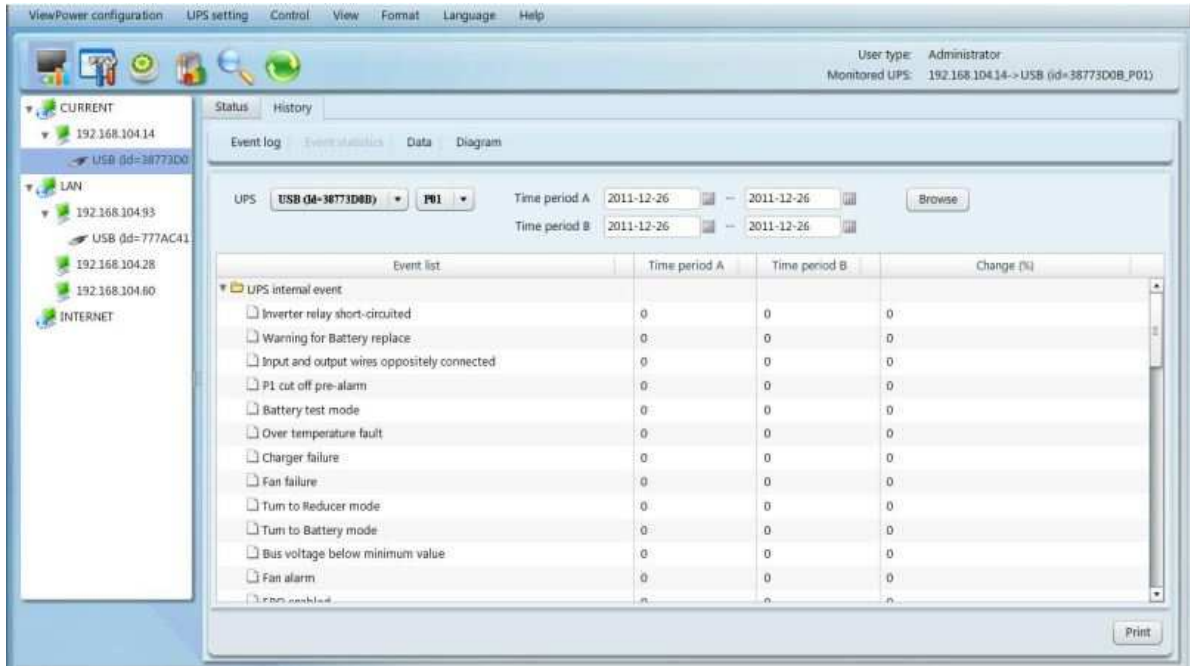 ViewPower configuration UPS setting Control View Format Language Help
User type: Administrator
Monitored UPS: 192.168.104.14->USB (id=38773D0B_P01)
CURRENT
192.168.104.14
USB (id=38773D0
LAN
192.168.104.93
USB (id=777AC41
192.168.104.28
192.168.104.60
INTERNET
Status History
Event log Event statistics Data Diagram
UPS USB (Id=38773D0B) P01 Time period A 2011-12-26 -- 2011-12-26 Browse
Time period B 2011-12-26 -- 2011-12-26
Event list Time period A Time period B Change (%)
UPS internal event
Inverter relay short-circuited 0 0 0
Warning for Battery replace 0 0 0
Input and output wires oppositely connected 0 0 0
P1 cut off pre-alarm 0 0 0
Battery test mode 0 0 0
Over temperature fault 0 0 0
Charger failure 0 0 0
Fan failure 0 0 0
Turn to Reducer mode 0 0 0
Turn to Battery mode 0 0 0
Bus voltage below minimum value 0 0 0
Fan alarm 0 0 0
EPO enabled 0 0 0
Print